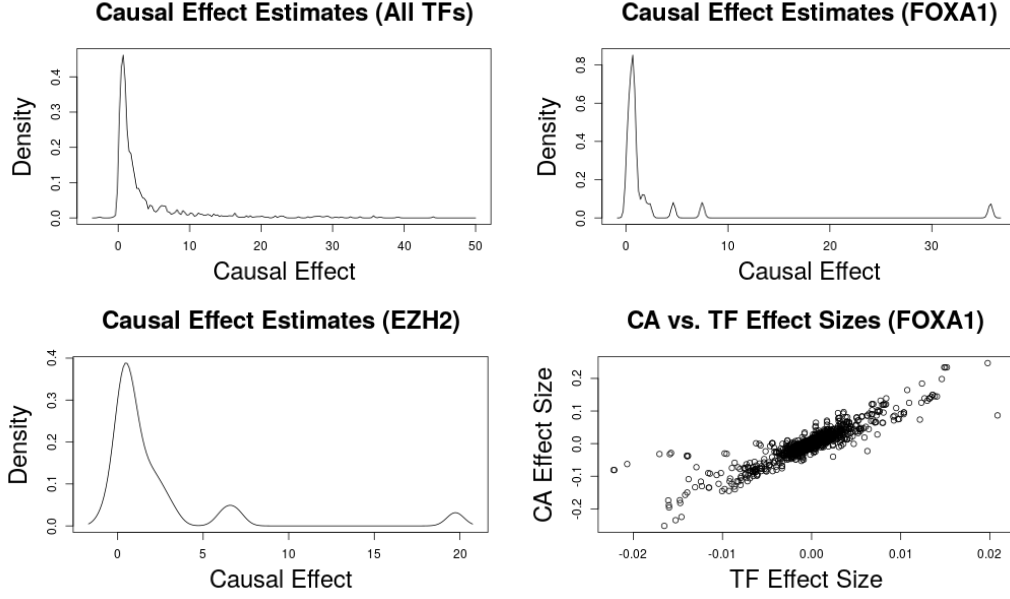 Causal Effect Estimates (All TFs)
Density
0.0 0.1 0.2 0.3 0.4
0 10 20 30 40 50
Causal Effect
Causal Effect Estimates (FOXA1)
Density
0.0 0.2 0.4 0.6 0.8
0 10 20 30
Causal Effect
Causal Effect Estimates (EZH2)
Density
0.0 0.1 0.2 0.3 0.4
0 5 10 15 20
Causal Effect
CA vs. TF Effect Sizes (FOXA1)
CA Effect Size
-0.2 -0.1 0.0 0.1 0.2
-0.02 -0.01 0.00 0.01 0.02
TF Effect Size